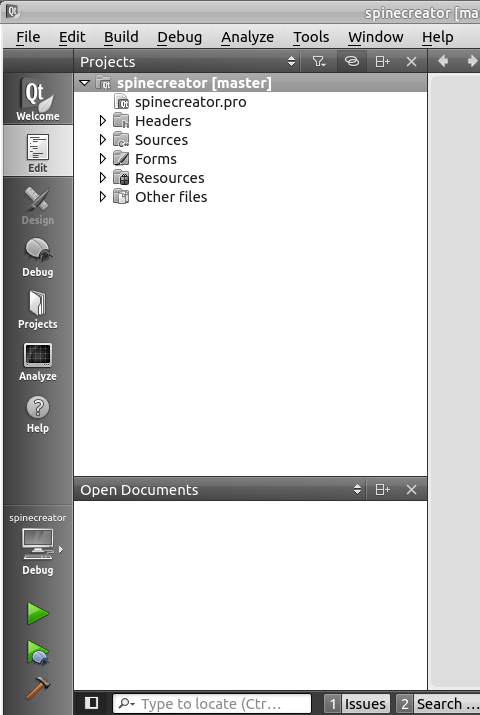 spinecreator [ma
File Edit Build Debug Analyze Tools Window Help
Projects
Qt
Welcome
Edit
Design
Debug
Projects
Analyze
Help
spinecreator [master]
spinecreator.pro
Headers
Sources
Forms
Resources
Other files
Open Documents
spinecreator
Debug
Type to locate (Ctr...
1 Issues
2 Search ...